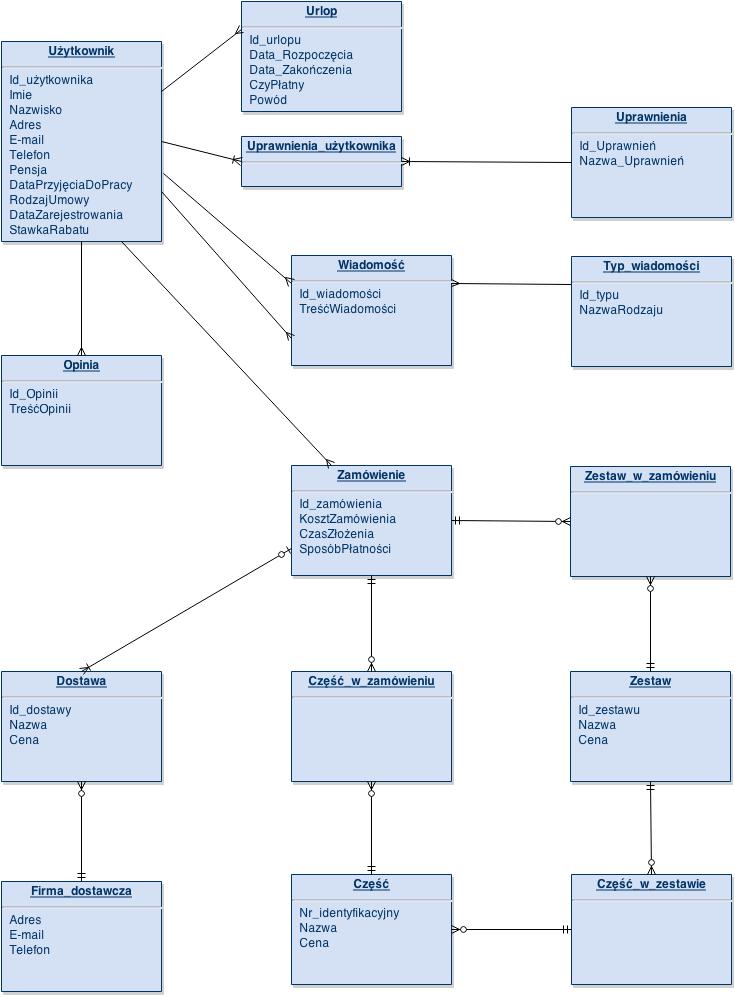 Urlop
Id_urlopu
Data_Rozpoczęcia
Data_Zakończenia
CzyPłatny
Powód
Użytkownik
Id_użytkownika
Imie
Nazwisko
Adres
E-mail
Telefon
Pensja
DataPrzyjęciaDoPracy
RodzajUmowy
DataZarejestrowania
StawkaRabatu
Uprawnienia_użytkownika
Uprawnienia
Id_Uprawnień
Nazwa_Uprawnień
Wiadomość
Id_wiadomości
TreśćWiadomości
Typ_wiadomości
Id_typu
NazwaRodzaju
Opinia
Id_Opinii
TreśćOpinii
Zamówienie
Id_zamówienia
KosztZamówienia
CzasZłożenia
SposóbPłatności
Zestaw_w_zamówieniu
Dostawa
Id_dostawy
Nazwa
Cena
Część_w_zamówieniu
Zestaw
Id_zestawu
Nazwa
Cena
Firma_dostawcza
Adres
E-mail
Telefon
Część
Nr_identyfikacyjny
Nazwa
Cena
Część_w_zestawie